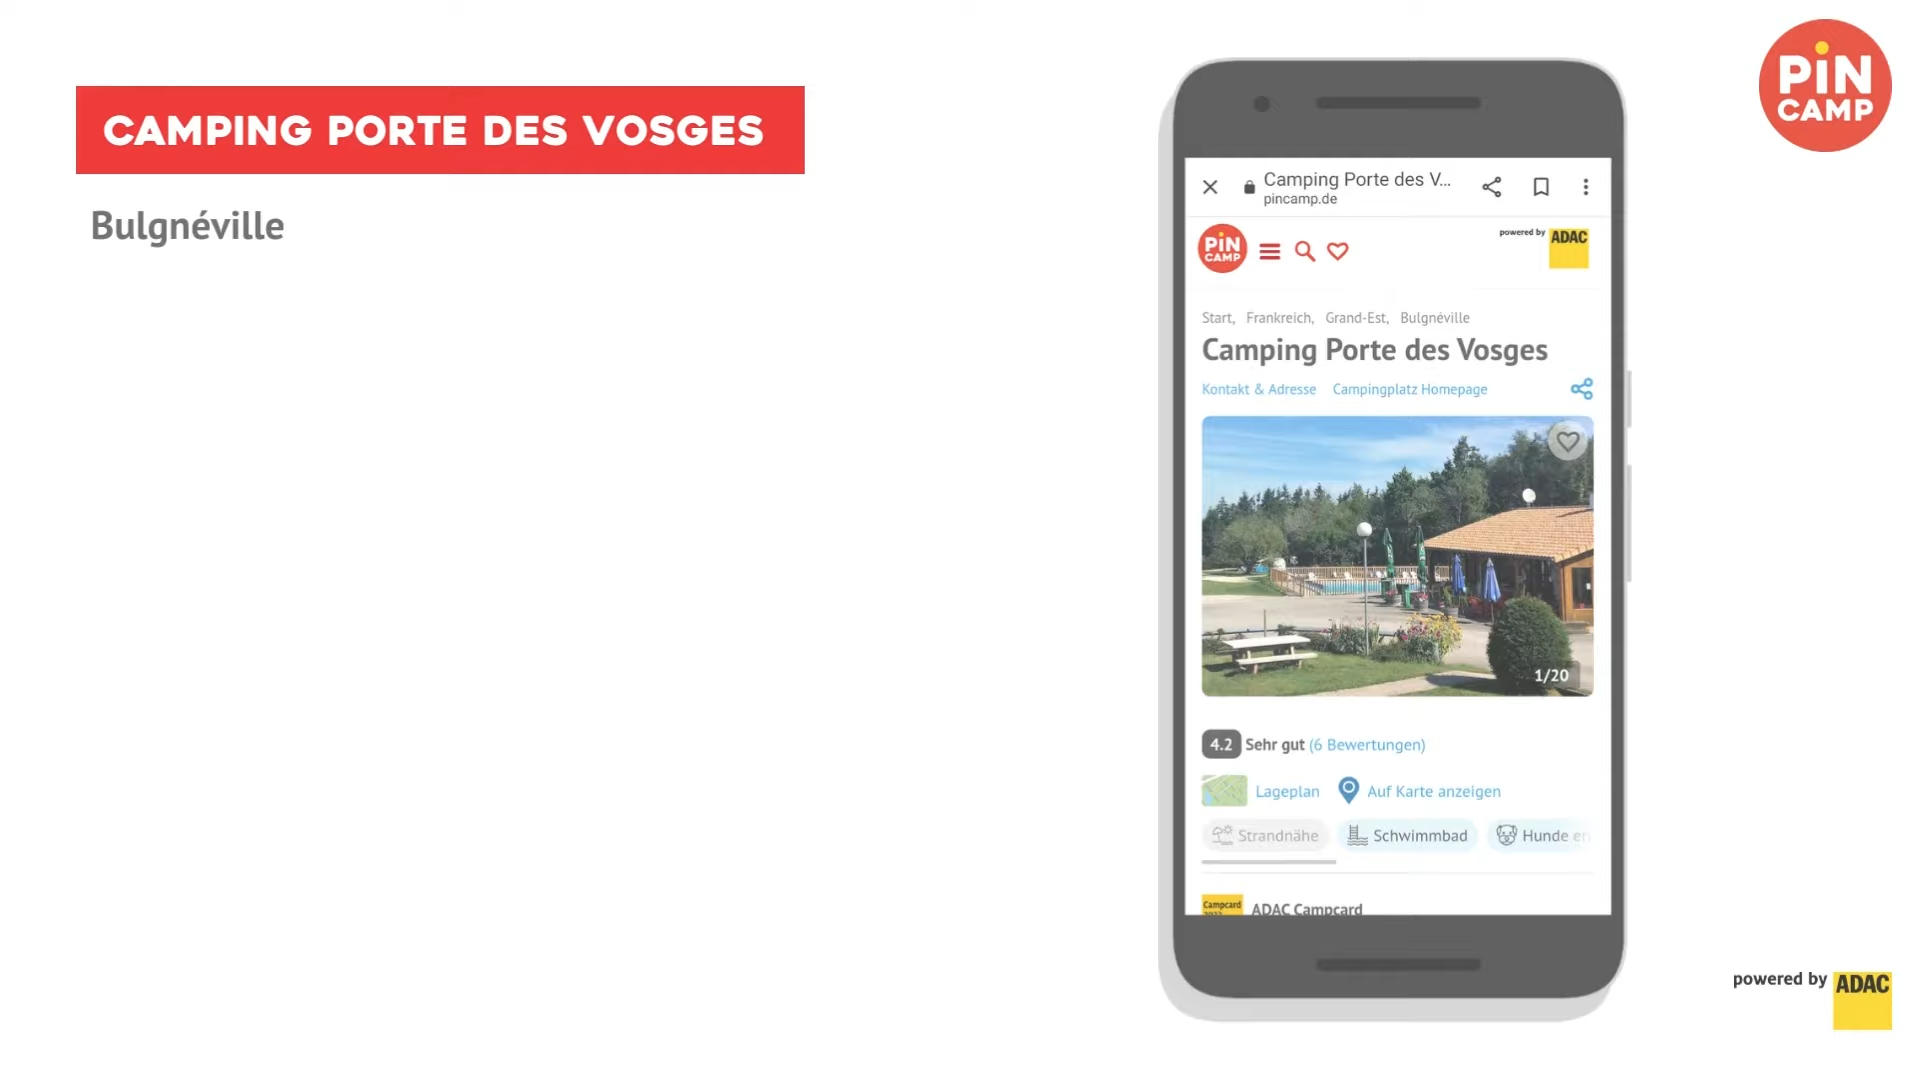 CAMPING PORTE DES VOSGES
Bulgnéville
PiN
CAMP
Camping Porte des V...
pincamp.de
PiN
CAMP
powered by ADAC
Start, Frankreich, Grand-Est, Bulgnéville
Camping Porte des Vosges
Kontakt & Adresse Campingplatz Homepage
1/20
4.2 Sehr gut (6 Bewertungen)
Lageplan Auf Karte anzeigen
Strandnähe Schwimmbad Hunde er
Campcard
ADAC Campcard
powered by ADAC